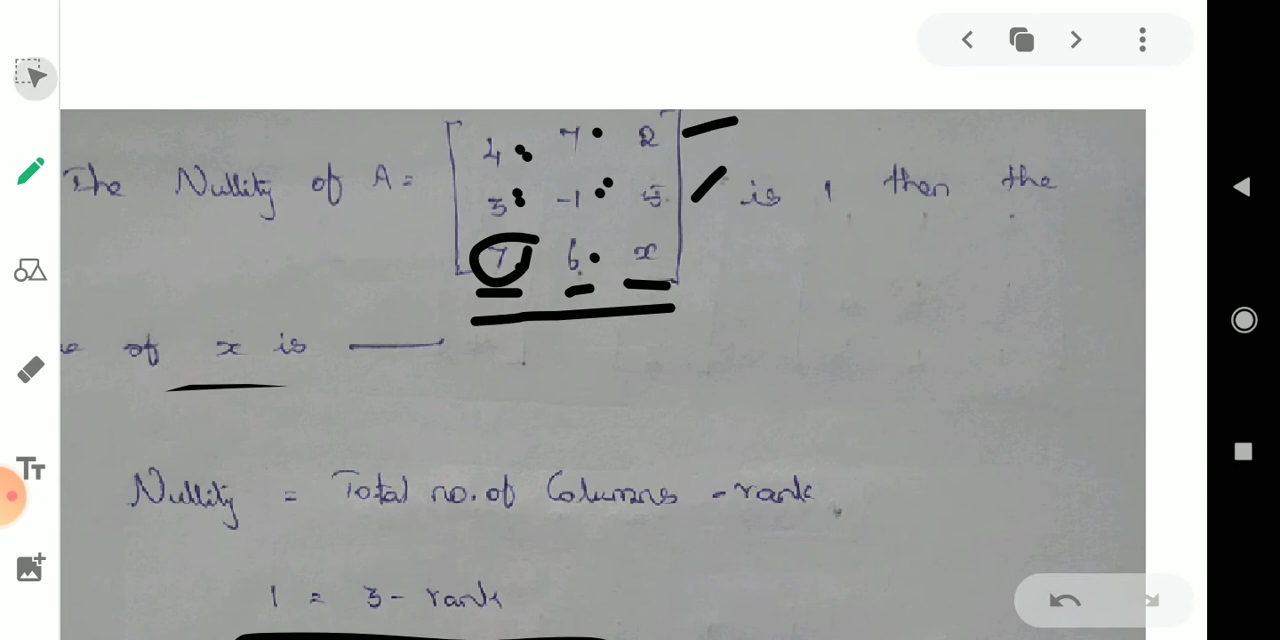 The Nullity of A = [ 4 7 2
3 -1 5 ] is 1, then the
7 6 x
of x is ——
Nullity = Total no. of Columns - rank
1 = 3 - rank
TT